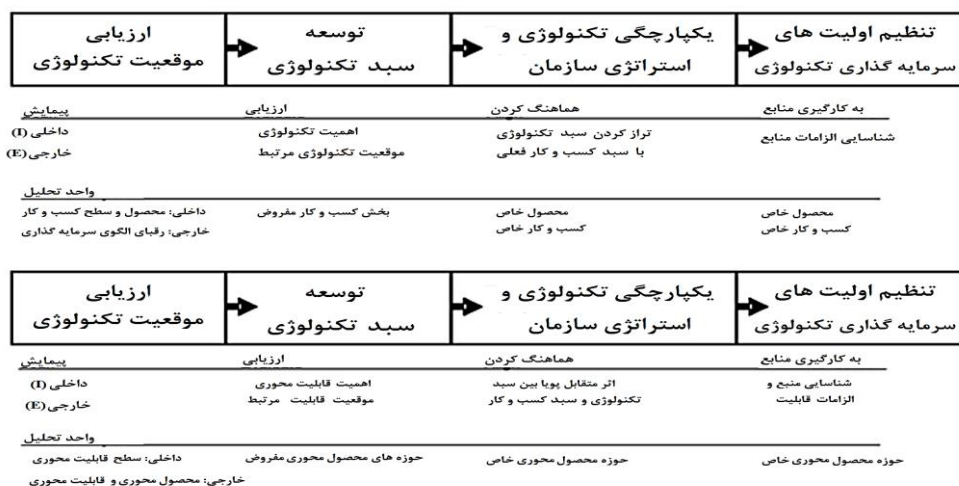 ارزیابی
موقعیت تکنولوژی
توسعه
سبد تکنولوژی
یکپارچگی تکنولوژی و
استراتژی سازمان
تنظیم اولیت های
سرمایه گذاری تکنولوژی
پیمایش
داخلی (I)
خارجی (E)
ارزیابی
اهمیت تکنولوژی
موقعیت تکنولوژی مرتبط
هماهنگ کردن
تراز کردن سبد تکنولوژی
با سبد کسب و کار فعلی
به کارگیری منابع
شناسایی الزامات منابع
واحد تحلیل
داخلی: محصول و سطح کسب و کار
خارجی: رقبای الگوی سرمایه گذاری
بخش کسب و کار مفروض
محصول خاص
کسب و کار خاص
محصول خاص
کسب و کار خاص
ارزیابی
موقعیت تکنولوژی
توسعه
سبد تکنولوژی
یکپارچگی تکنولوژی و
استراتژی سازمان
تنظیم اولیت های
سرمایه گذاری تکنولوژی
پیمایش
داخلی (I)
خارجی (E)
ارزیابی
اهمیت قابلیت محوری
موقعیت قابلیت مرتبط
هماهنگ کردن
اثر متقابل پویا بین سبد
تکنولوژی و سبد کسب و کار
به کارگیری منابع
شناسایی منبع و
الزامات قابلیت
واحد تحلیل
داخلی: سطح قابلیت محوری
خارجی: محصول محوری و قابلیت محوری
حوزه های محصول محوری مفروض
حوزه محصول محوری خاص
حوزه محصول محوری خاص